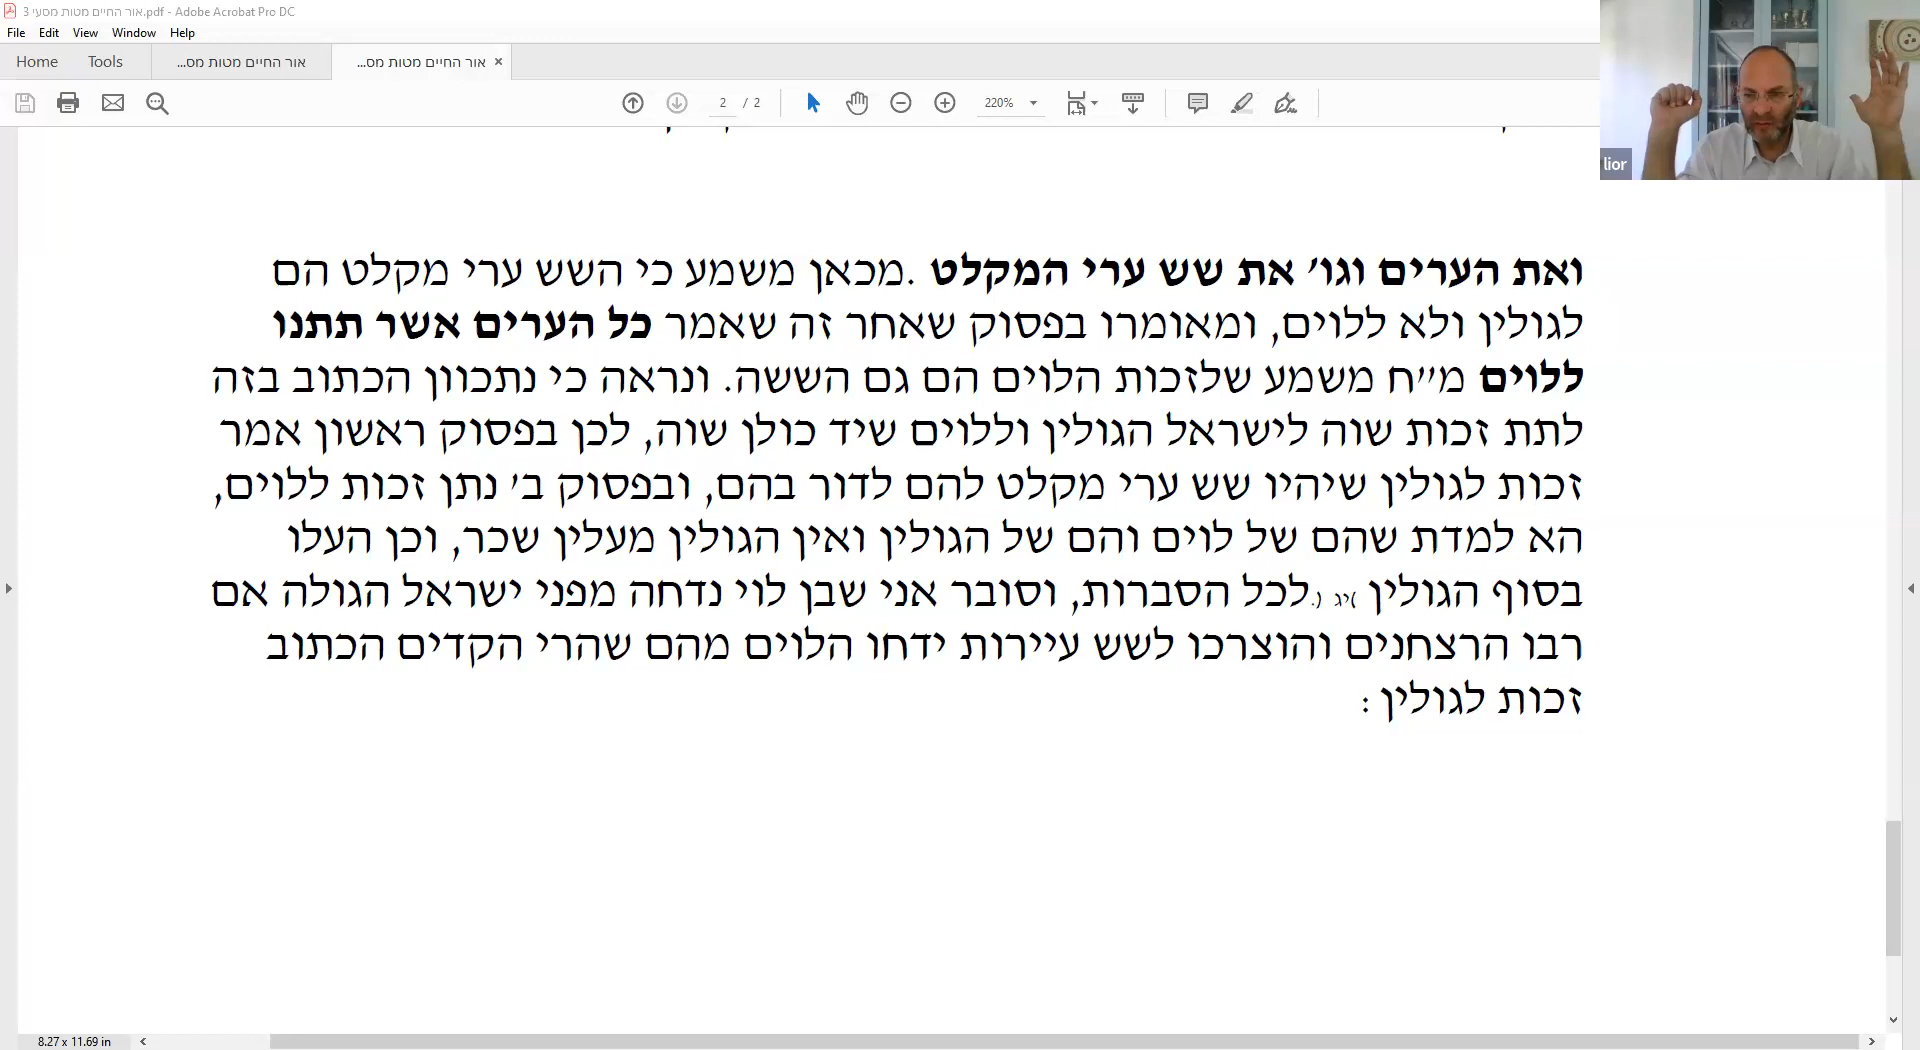 אור החיים מטות מסעי 3.pdf - Adobe Acrobat Pro DC
File Edit View Window Help
Home Tools אור החיים מטות מס... אור החיים מטות מס... ×
2 / 2 220%
lior
ואת הערים וגו' את שש ערי המקלט .מכאן משמע כי השש ערי מקלט הם
לגולין ולא ללוים, ומאומרו בפסוק שאחר זה שאמר כל הערים אשר תתנו
ללוים מ''ח משמע שלזכות הלוים הם גם הששה. ונראה כי נתכוון הכתוב בזה
לתת זכות שוה לישראל הגולין וללוים שיד כולן שוה, לכן בפסוק ראשון אמר
זכות לגולין שיהיו שש ערי מקלט להם לדור בהם, ובפסוק ב' נתן זכות ללוים,
הא למדת שהם של לוים והם של הגולין ואין הגולין מעלין שכר, וכן העלו
בסוף הגולין )יג (.לכל הסברות, וסובר אני שבן לוי נדחה מפני ישראל הגולה אם
רבו הרצחנים והוצרכו לשש עיירות ידחו הלוים מהם שהרי הקדים הכתוב
זכות לגולין :
8.27 x 11.69 in